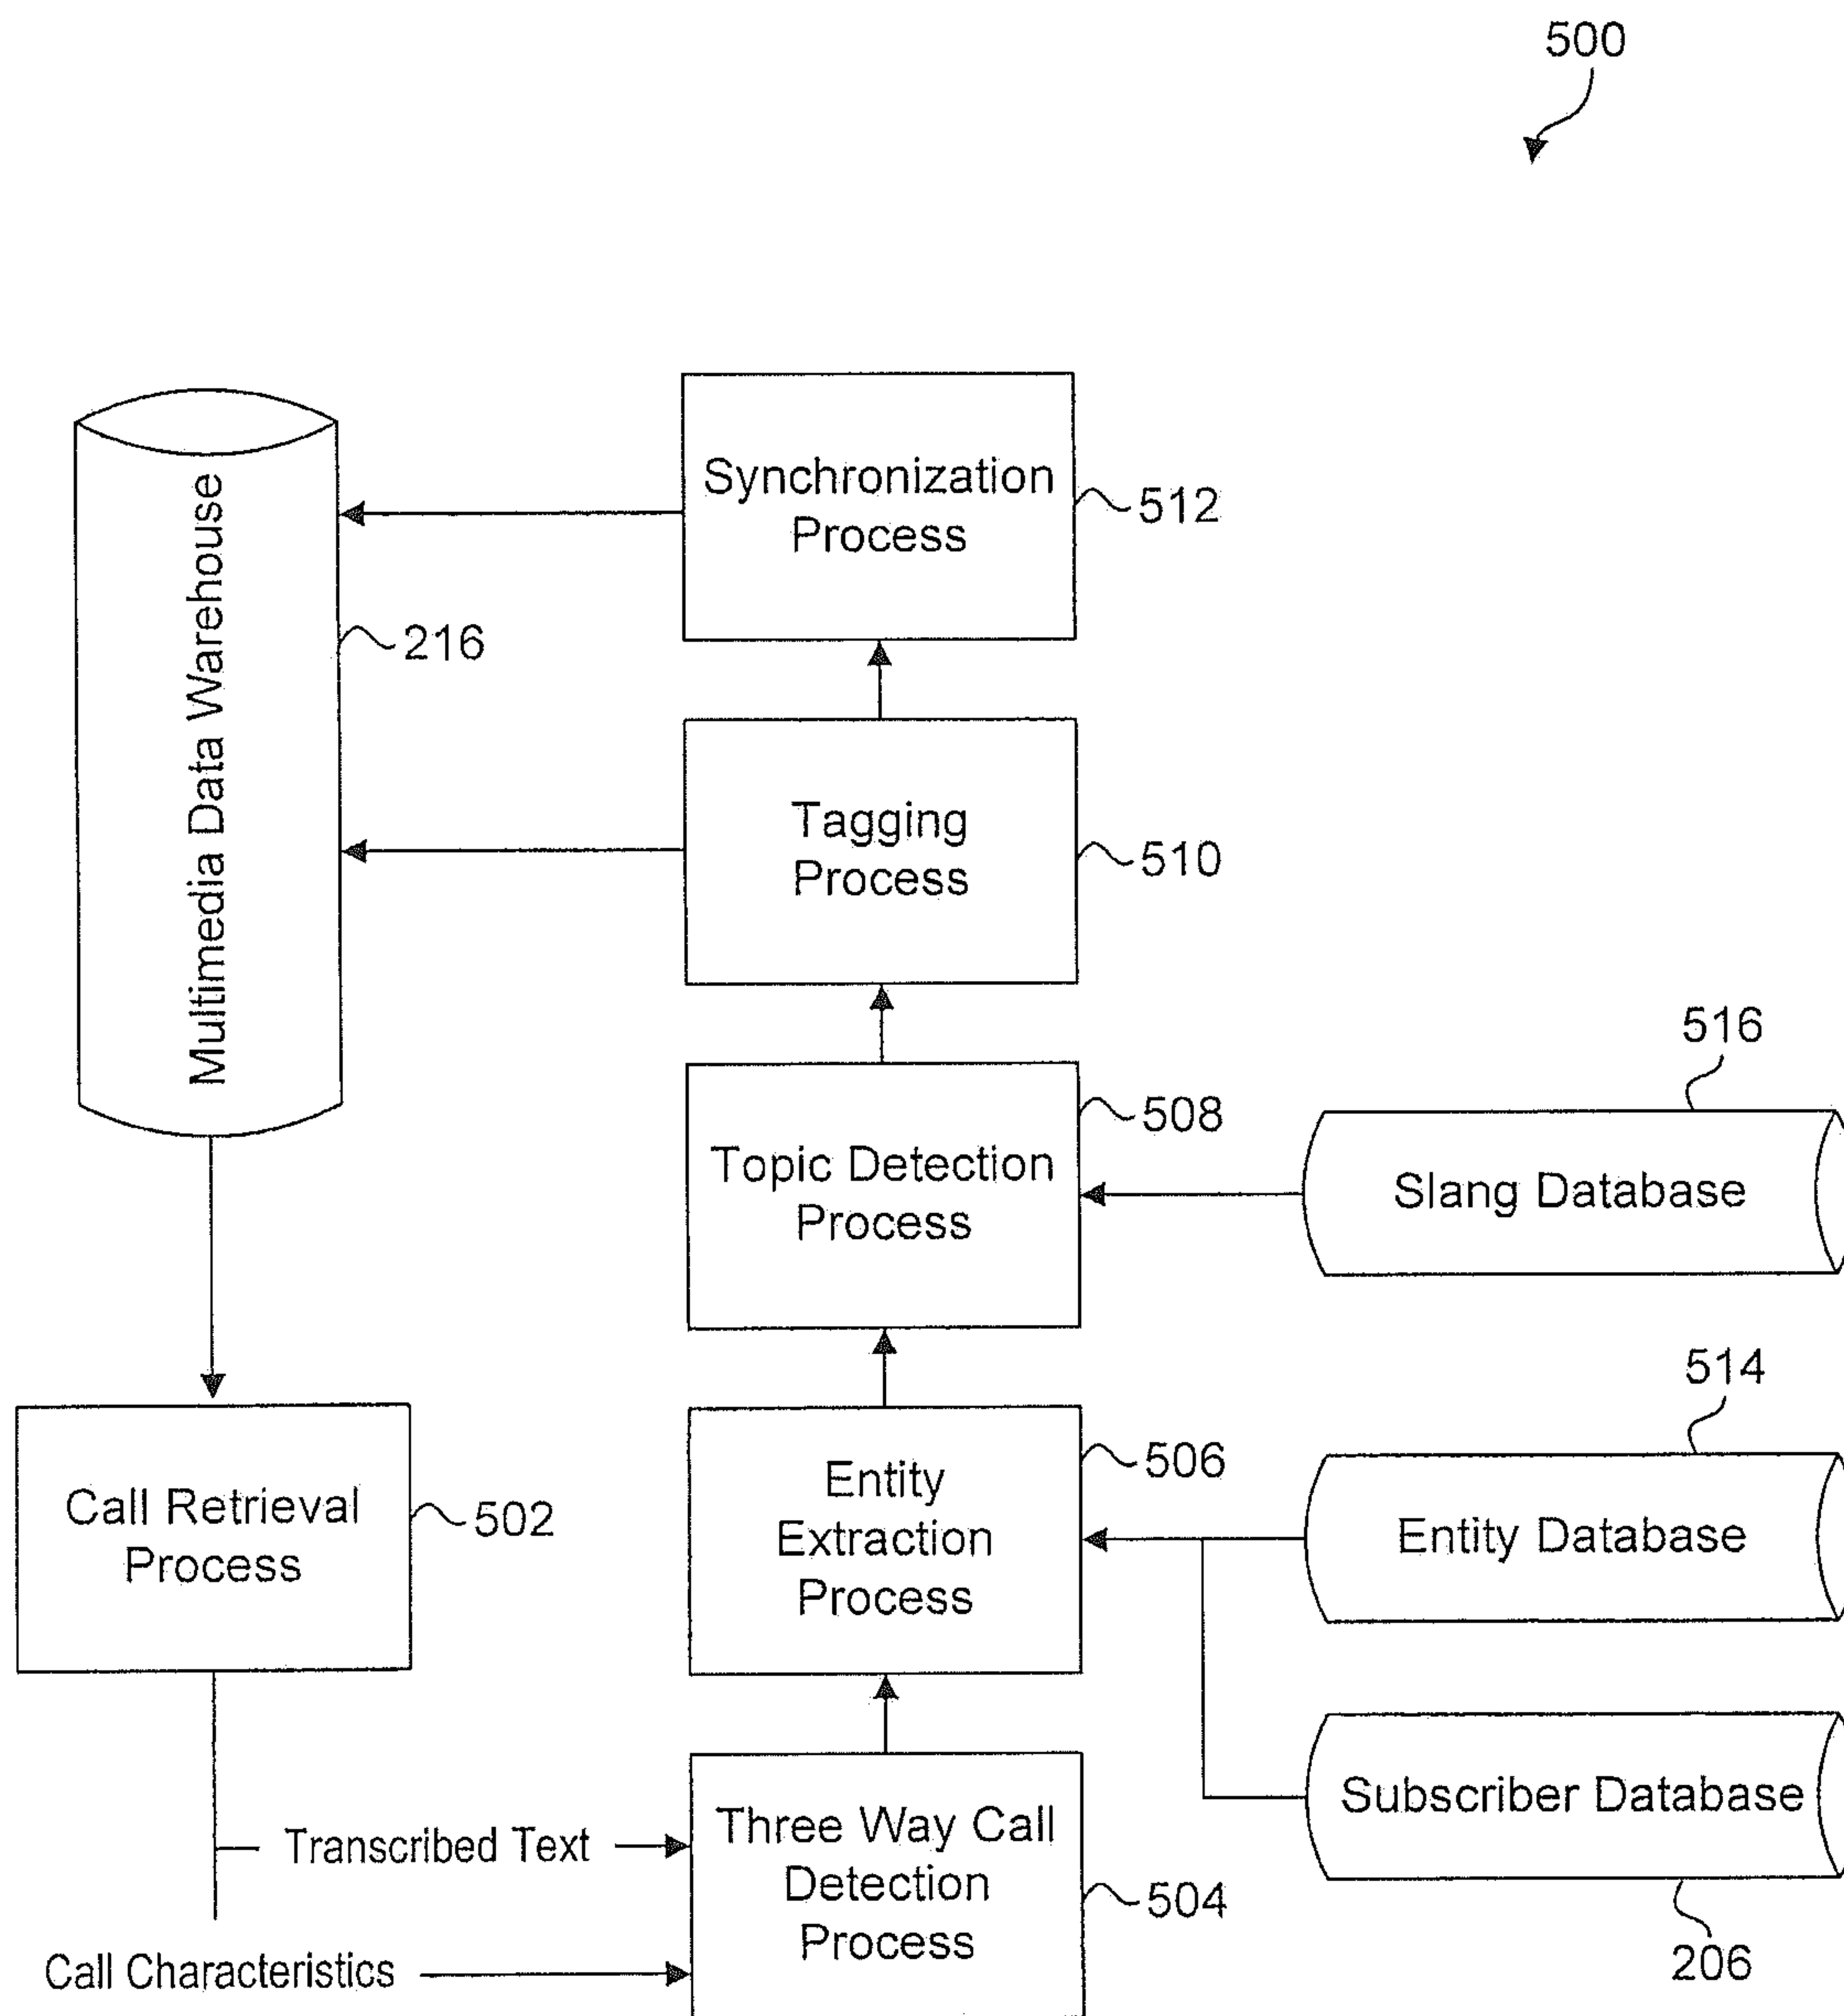 500
Synchronization
Process
512
Multimedia Data Warehouse
216
Tagging
Process
510
516
Topic Detection
Process
508
Slang Database
514
Call Retrieval
Process
502
Entity
Extraction
Process
506
Entity Database
Transcribed Text
Three Way Call
Detection
Process
504
Subscriber Database
206
Call Characteristics